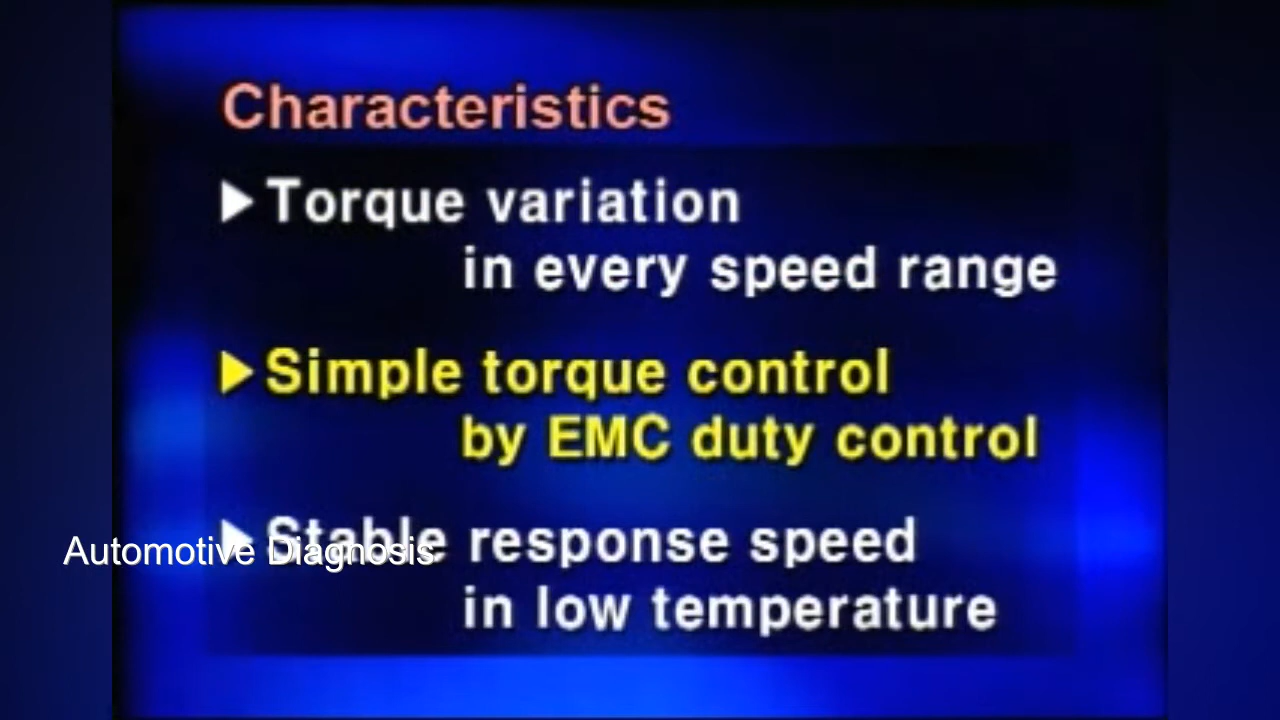 Characteristics
▶Torque variation
in every speed range
▶Simple torque control
by EMC duty control
▶Stable response speed
Automotive Diagnosis
in low temperature